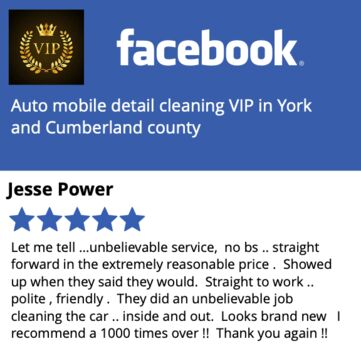 VIP
facebook®
Auto mobile detail cleaning VIP in York
and Cumberland county
Jesse Power
Let me tell ...unbelievable service,  no bs .. straight
forward in the extremely reasonable price .  Showed
up when they said they would.  Straight to work ..
polite , friendly .  They did an unbelievable job
cleaning the car .. inside and out.  Looks brand new   I
recommend a 1000 times over !!  Thank you again !!